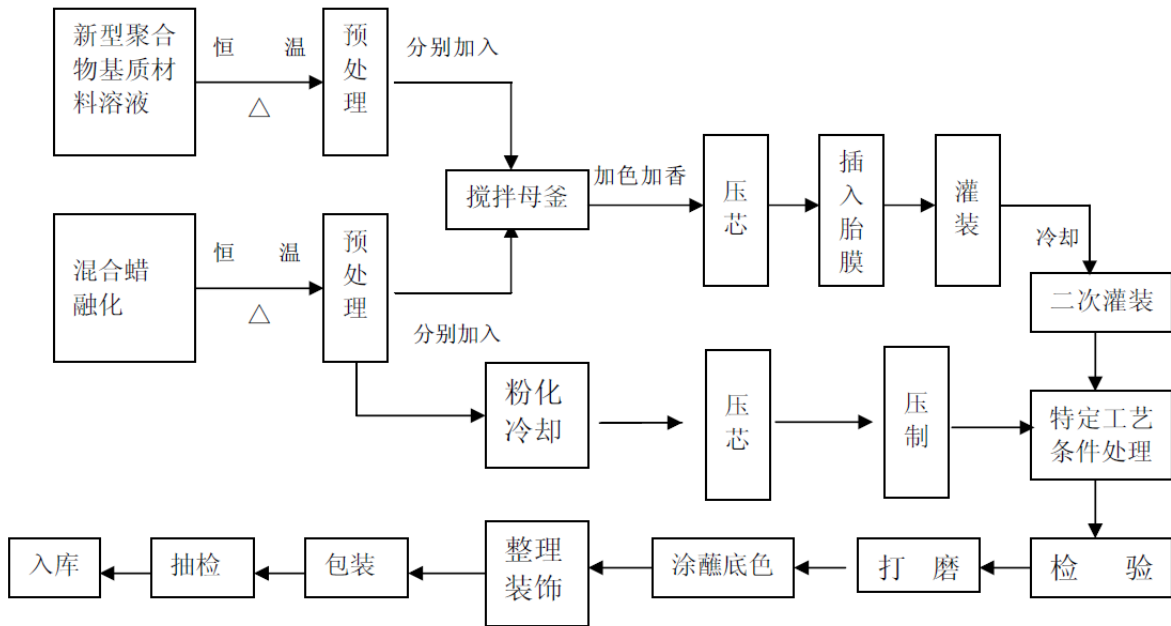 新型聚合
物基质材
料溶液
恒 温
△
预
处
理
分别加入
混合蜡
融化
恒 温
△
预
处
理
分别加入
搅拌母釜
加色加香
压
芯
插
入
胎
膜
灌
装
冷却
二次灌装
粉化
冷却
压
芯
压
制
特定工艺
条件处理
检 验
打 磨
涂蘸底色
整理
装饰
包装
抽检
入库